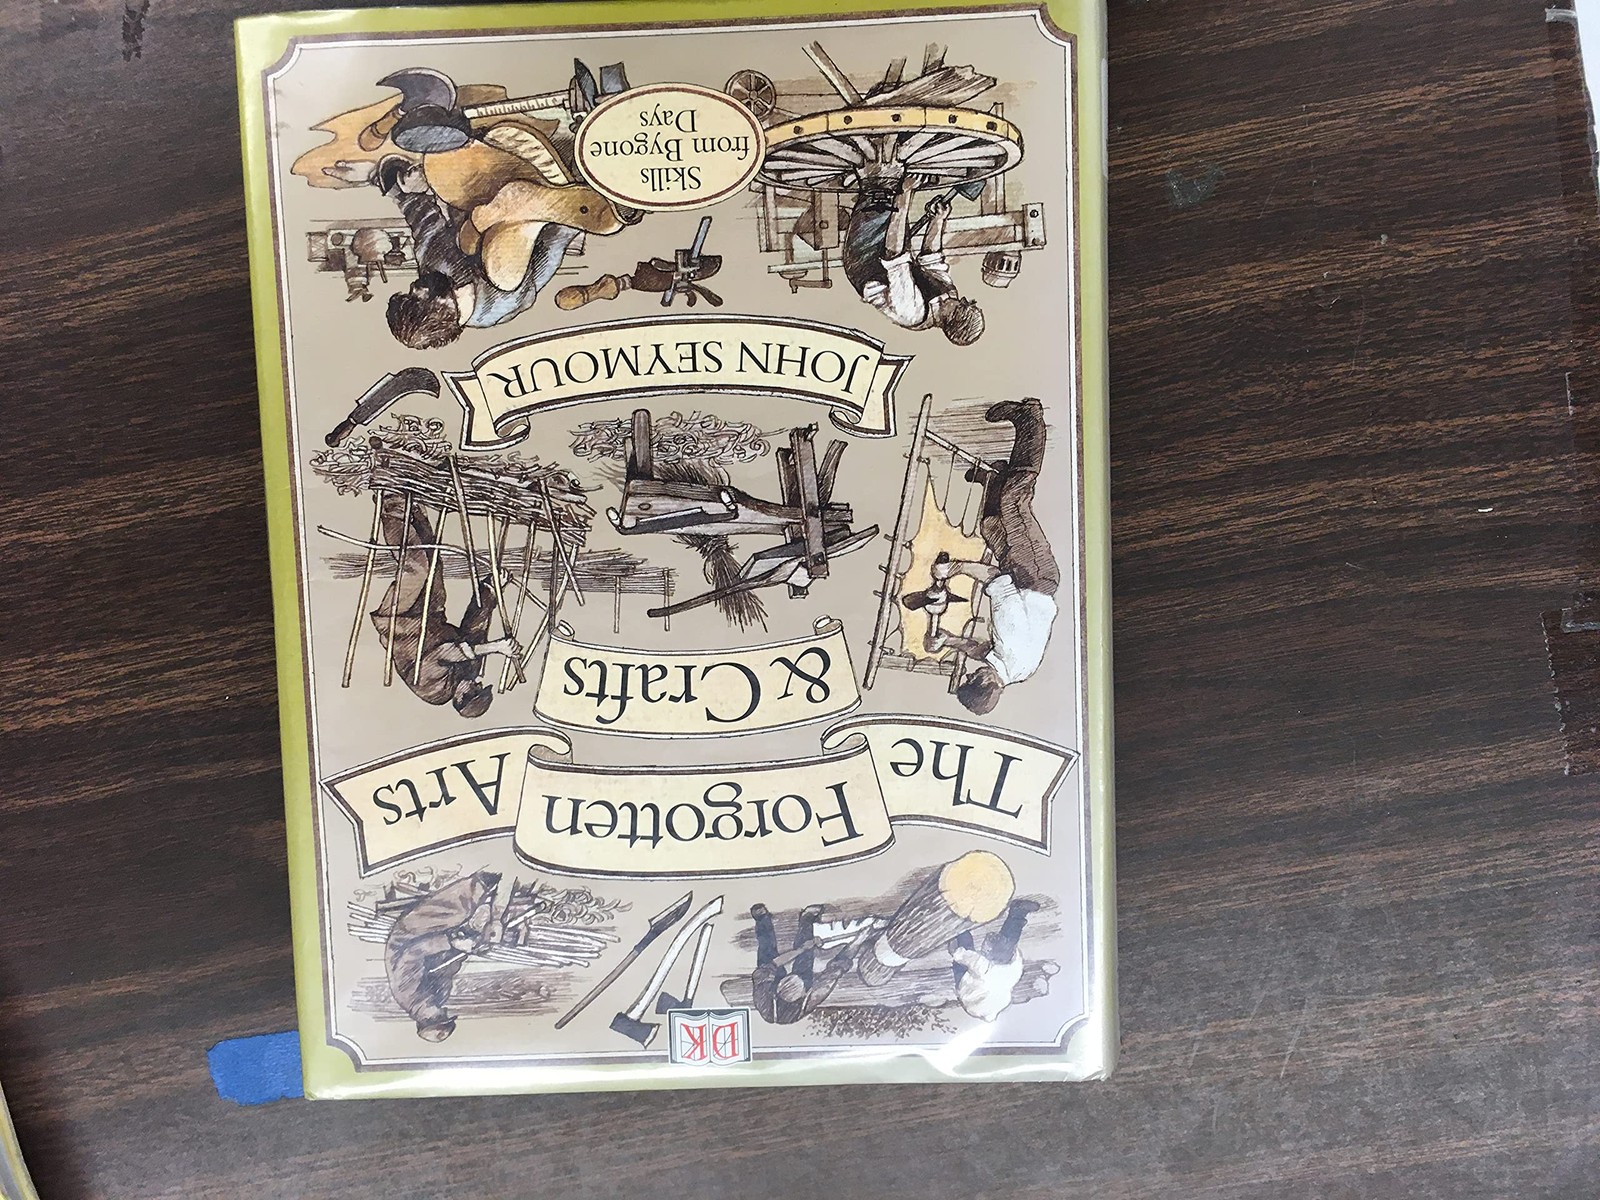 DK
The Forgotten Arts
& Crafts
JOHN SEYMOUR
Skills
from Bygone
Days